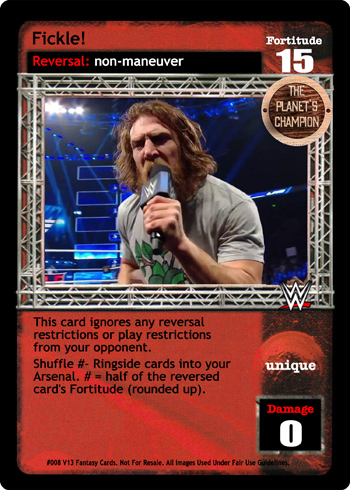 Fickle!
Fortitude
15
Reversal: non-maneuver
THE
PLANET'S
CHAMPION
W
W
This card ignores any reversal
restrictions or play restrictions
from your opponent.
Shuffle #- Ringside cards into your
Arsenal. # = half of the reversed
card's Fortitude (rounded up).
unique
Damage
0
#008 V13 Fantasy Cards. Not For Resale. All Images Used Under Fair Use Guidelines.